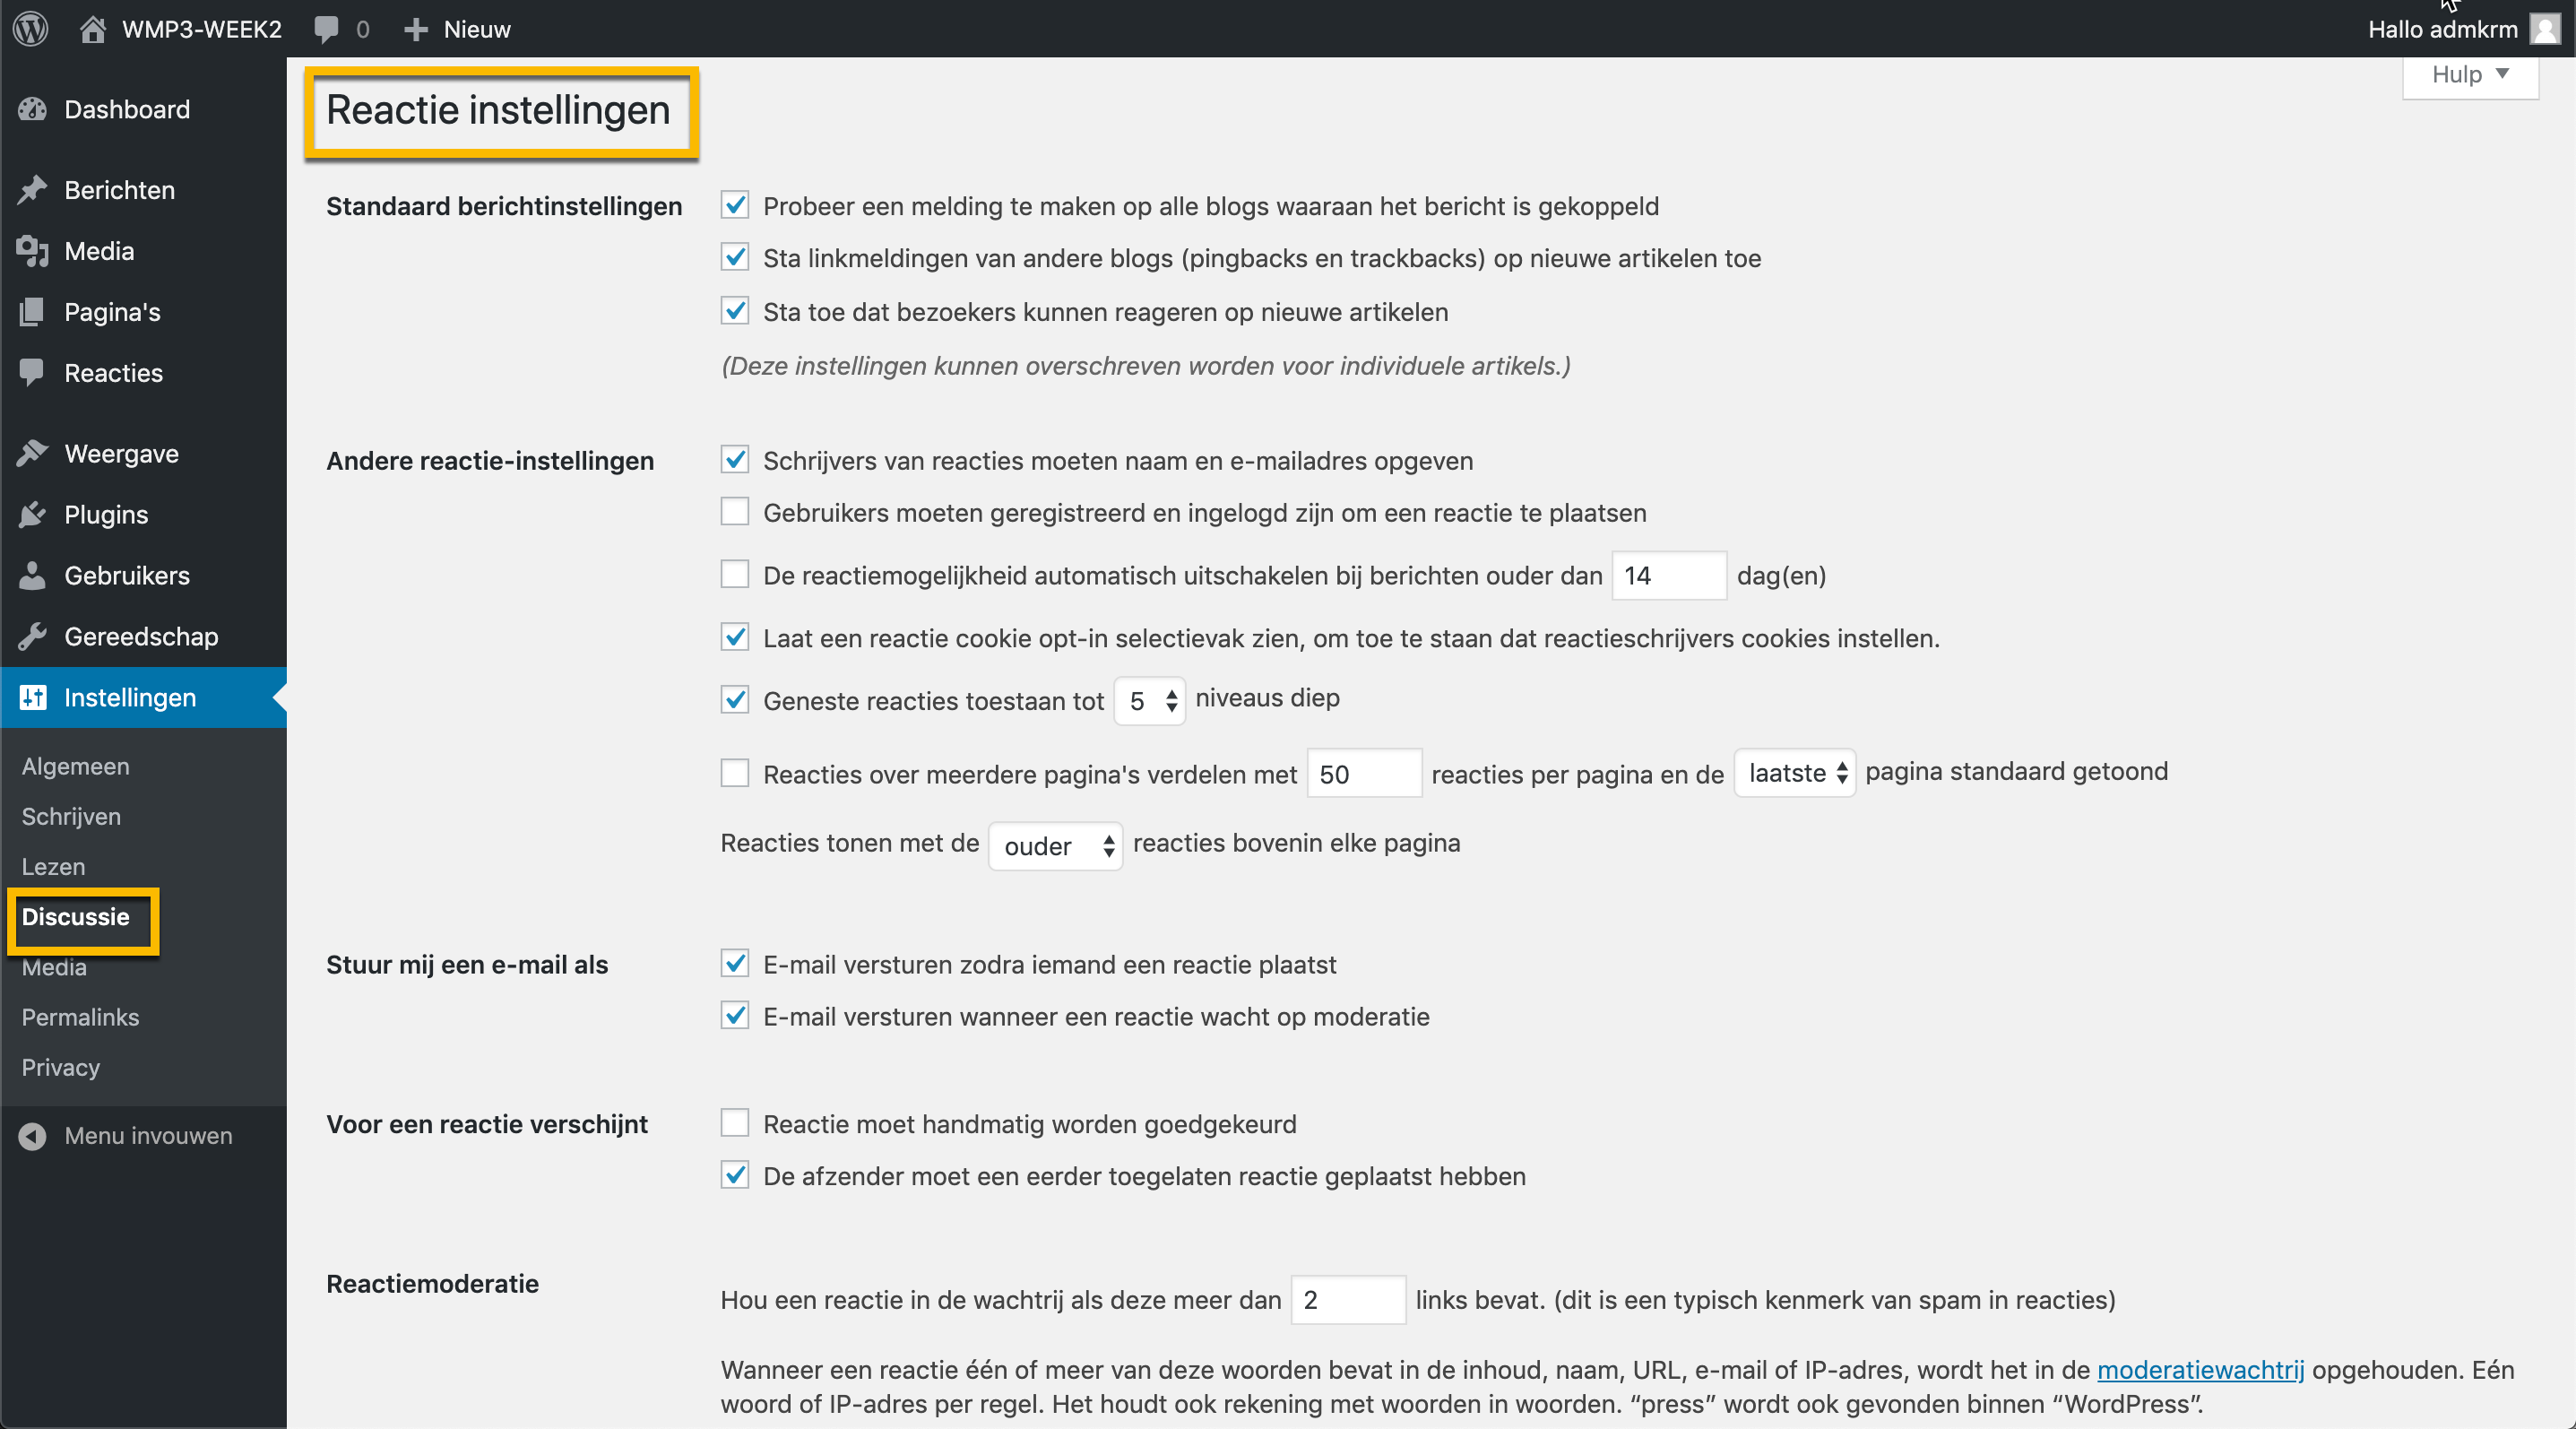 WMP3-WEEK2
0
Nieuw
Hallo admkrm
Hulp
Dashboard
Berichten
Media
Pagina's
Reacties
Weergave
Plugins
Gebruikers
Gereedschap
Instellingen
Algemeen
Schrijven
Lezen
Discussie
Media
Permalinks
Privacy
Menu invouwen
Reactie instellingen
Standaard berichtinstellingen
Probeer een melding te maken op alle blogs waaraan het bericht is gekoppeld
Sta linkmeldingen van andere blogs (pingbacks en trackbacks) op nieuwe artikelen toe
Sta toe dat bezoekers kunnen reageren op nieuwe artikelen
(Deze instellingen kunnen overschreven worden voor individuele artikels.)
Andere reactie-instellingen
Schrijvers van reacties moeten naam en e-mailadres opgeven
Gebruikers moeten geregistreerd en ingelogd zijn om een reactie te plaatsen
De reactiemogelijkheid automatisch uitschakelen bij berichten ouder dan 14 dag(en)
Laat een reactie cookie opt-in selectievak zien, om toe te staan dat reactieschrijvers cookies instellen.
Geneste reacties toestaan tot 5 niveaus diep
Reacties over meerdere pagina's verdelen met 50 reacties per pagina en de laatste pagina standaard getoond
Reacties tonen met de ouder reacties bovenin elke pagina
Stuur mij een e-mail als
E-mail versturen zodra iemand een reactie plaatst
E-mail versturen wanneer een reactie wacht op moderatie
Voor een reactie verschijnt
Reactie moet handmatig worden goedgekeurd
De afzender moet een eerder toegelaten reactie geplaatst hebben
Reactiemoderatie
Hou een reactie in de wachtrij als deze meer dan 2 links bevat. (dit is een typisch kenmerk van spam in reacties)
Wanneer een reactie één of meer van deze woorden bevat in de inhoud, naam, URL, e-mail of IP-adres, wordt het in de moderatiewachtrij opgehouden. Eén
woord of IP-adres per regel. Het houdt ook rekening met woorden in woorden. “press” wordt ook gevonden binnen “WordPress”.